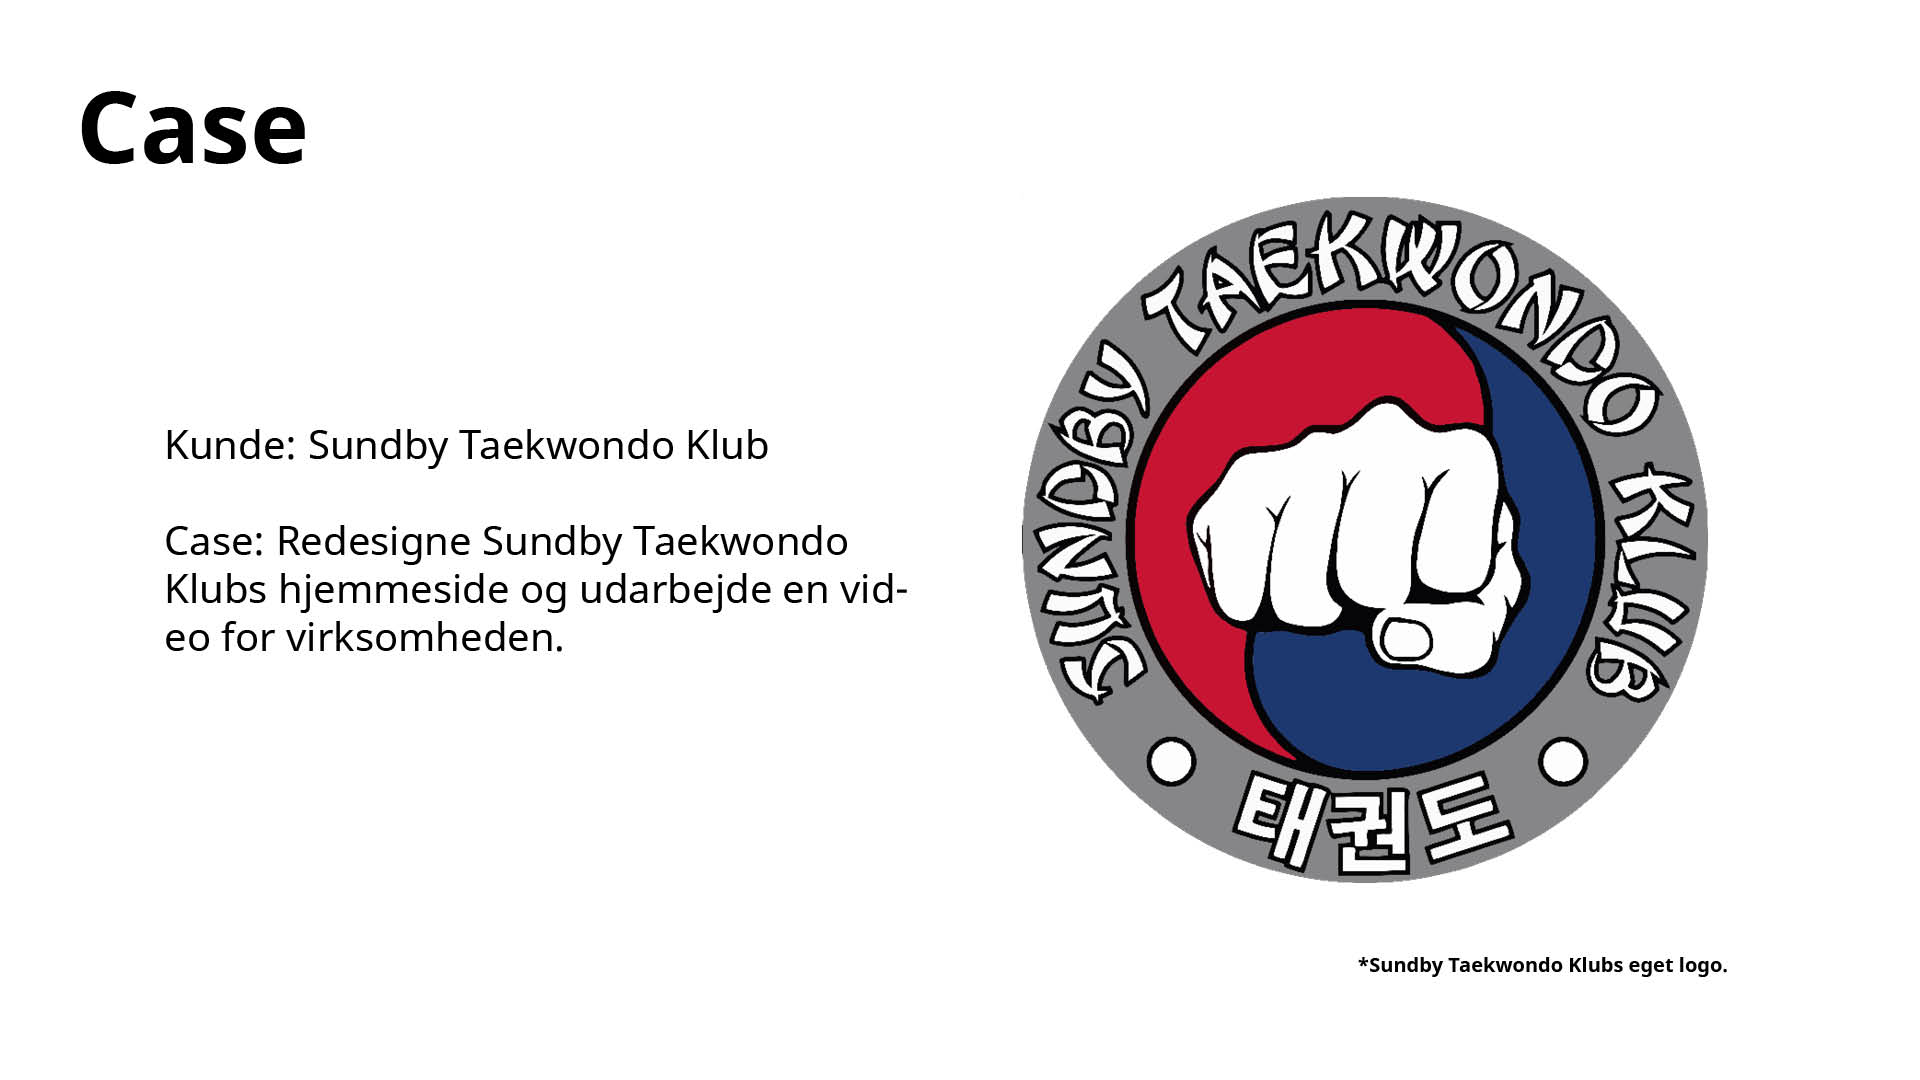 Case
Kunde: Sundby Taekwondo Klub
Case: Redesigne Sundby Taekwondo
Klubs hjemmeside og udarbejde en vid-
eo for virksomheden.
SUNDBY TAEKWONDO KLUB
태권도
*Sundby Taekwondo Klubs eget logo.